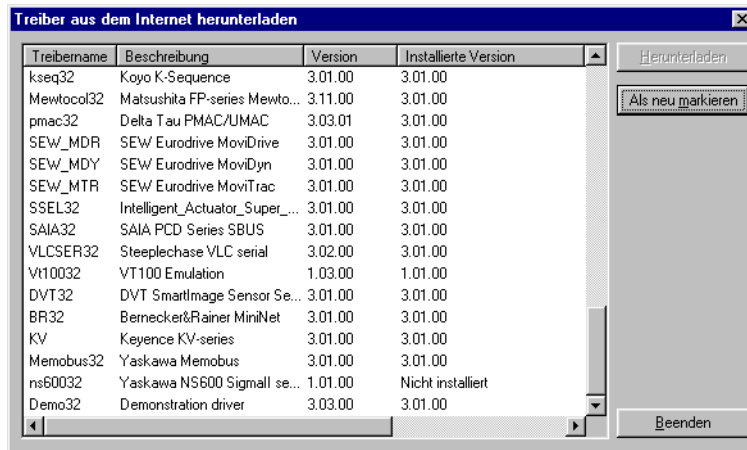 Treiber aus dem Internet herunterladen
Treibername Beschreibung Version Installierte Version
kseq32 Koyo K-Sequence 3.01.00 3.01.00
Mewtocol32 Matsushita FP-series Mewto... 3.11.00 3.01.00
pmac32 Delta Tau PMAC/UMAC 3.03.01 3.01.00
SEW_MDR SEW Eurodrive MoviDrive 3.01.00 3.01.00
SEW_MDY SEW Eurodrive MoviDyn 3.01.00 3.01.00
SEW_MTR SEW Eurodrive MoviTrac 3.01.00 3.01.00
SSEL32 Intelligent_Actuator_Super_... 3.01.00 3.01.00
SAIA32 SAIA PCD Series SBUS 3.01.00 3.01.00
VLCSER32 Steeplechase VLC serial 3.02.00 3.01.00
Vt10032 VT100 Emulation 1.03.00 1.01.00
DVT32 DVT SmartImage Sensor Se... 3.01.00 3.01.00
BR32 Bernecker&Rainer MiniNet 3.01.00 3.01.00
KV Keyence KV-series 3.01.00 3.01.00
Memobus32 Yaskawa Memobus 3.01.00 3.01.00
ns60032 Yaskawa NS600 SigmaII se... 1.01.00 Nicht installiert
Demo32 Demonstration driver 3.03.00 3.01.00
Herunterladen
Als neu markieren
Beenden